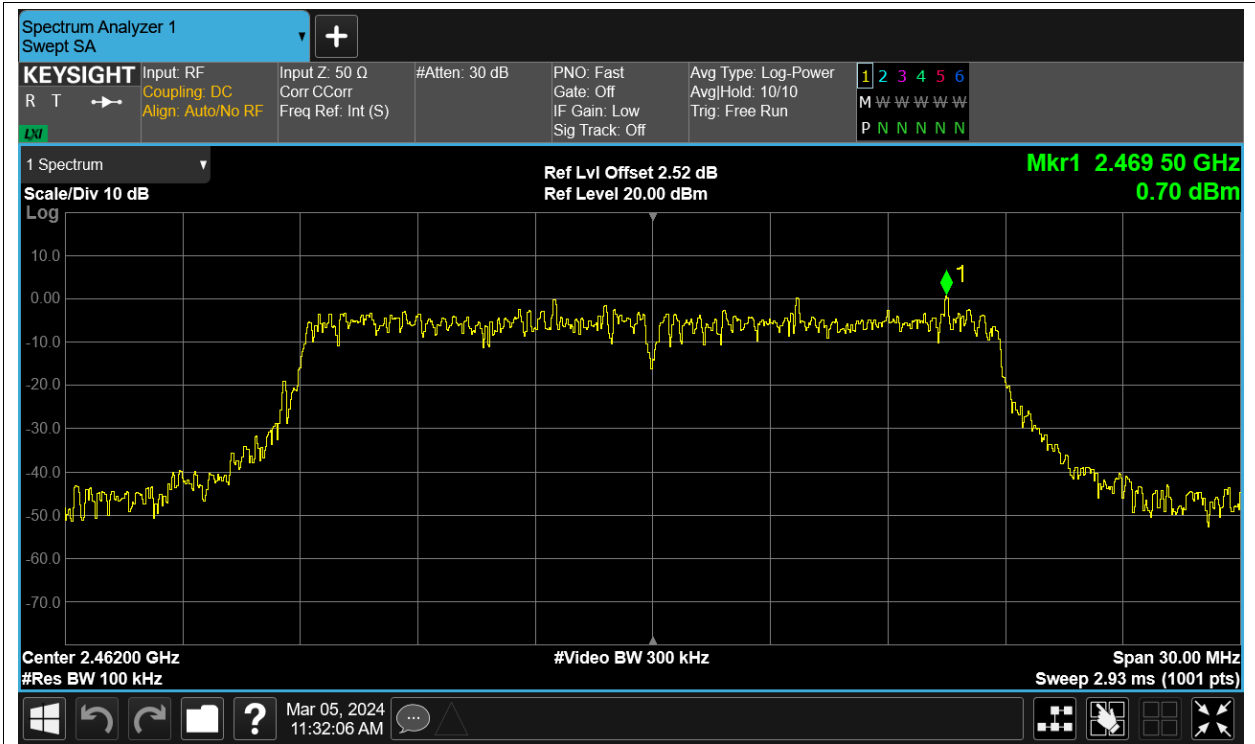 Spectrum Analyzer 1
Swept SA
KEYSIGHT
R T
LXI
Input: RF
Coupling: DC
Align: Auto/No RF
Input Z: 50 Ω
Corr CCorr
Freq Ref: Int (S)
#Atten: 30 dB
PNO: Fast
Gate: Off
IF Gain: Low
Sig Track: Off
Avg Type: Log-Power
Avg|Hold: 10/10
Trig: Free Run
1 2 3 4 5 6
M W W W W W
P N N N N N
1 Spectrum
Scale/Div 10 dB
Log
Ref Lvl Offset 2.52 dB
Ref Level 20.00 dBm
Mkr1 2.469 50 GHz
0.70 dBm
1
10.0
0.00
-10.0
-20.0
-30.0
-40.0
-50.0
-60.0
-70.0
Center 2.46200 GHz
#Video BW 300 kHz
Span 30.00 MHz
#Res BW 100 kHz
Sweep 2.93 ms (1001 pts)
?
Mar 05, 2024
11:32:06 AM